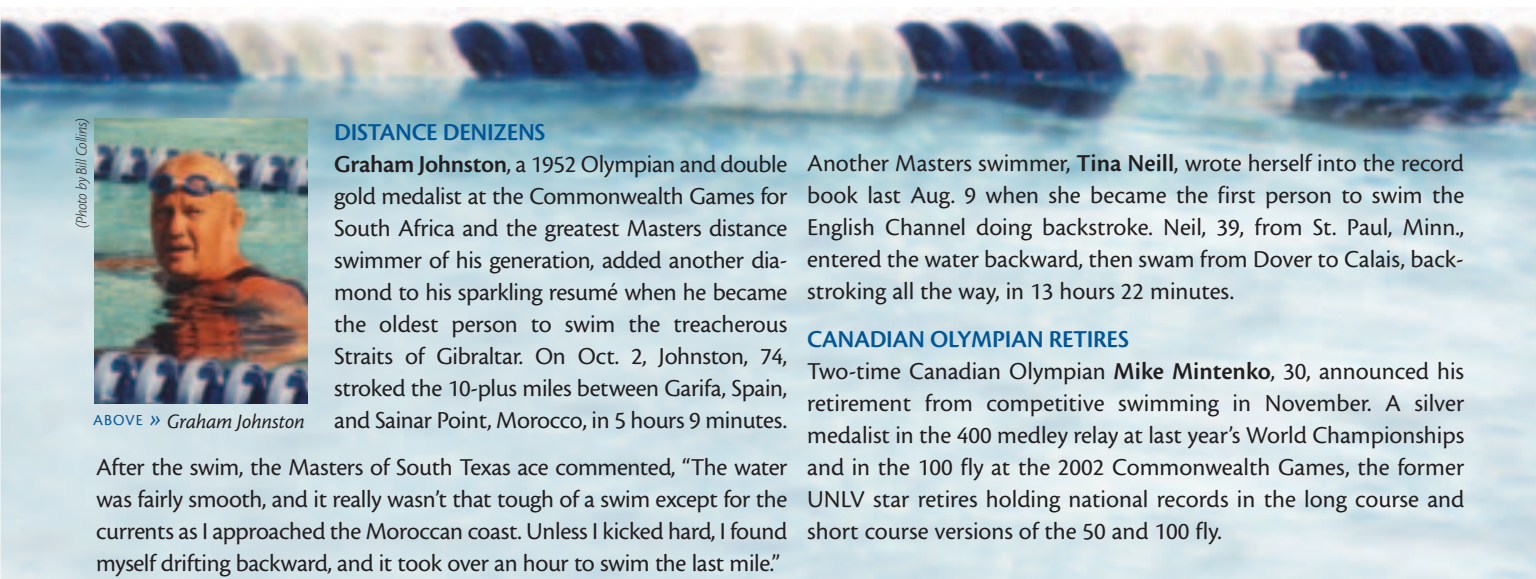 (Photo by Bill Collins)
ABOVE » Graham Johnston
DISTANCE DENIZENS
Graham Johnston, a 1952 Olympian and double
gold medalist at the Commonwealth Games for
South Africa and the greatest Masters distance
swimmer of his generation, added another dia-
mond to his sparkling resumé when he became
the oldest person to swim the treacherous
Straits of Gibraltar. On Oct. 2, Johnston, 74,
stroked the 10-plus miles between Garifa, Spain,
and Sainar Point, Morocco, in 5 hours 9 minutes.
After the swim, the Masters of South Texas ace commented, “The water
was fairly smooth, and it really wasn’t that tough of a swim except for the
currents as I approached the Moroccan coast. Unless I kicked hard, I found
myself drifting backward, and it took over an hour to swim the last mile.”
Another Masters swimmer, Tina Neill, wrote herself into the record
book last Aug. 9 when she became the first person to swim the
English Channel doing backstroke. Neil, 39, from St. Paul, Minn.,
entered the water backward, then swam from Dover to Calais, back-
stroking all the way, in 13 hours 22 minutes.
CANADIAN OLYMPIAN RETIRES
Two-time Canadian Olympian Mike Mintenko, 30, announced his
retirement from competitive swimming in November. A silver
medalist in the 400 medley relay at last year’s World Championships
and in the 100 fly at the 2002 Commonwealth Games, the former
UNLV star retires holding national records in the long course and
short course versions of the 50 and 100 fly.